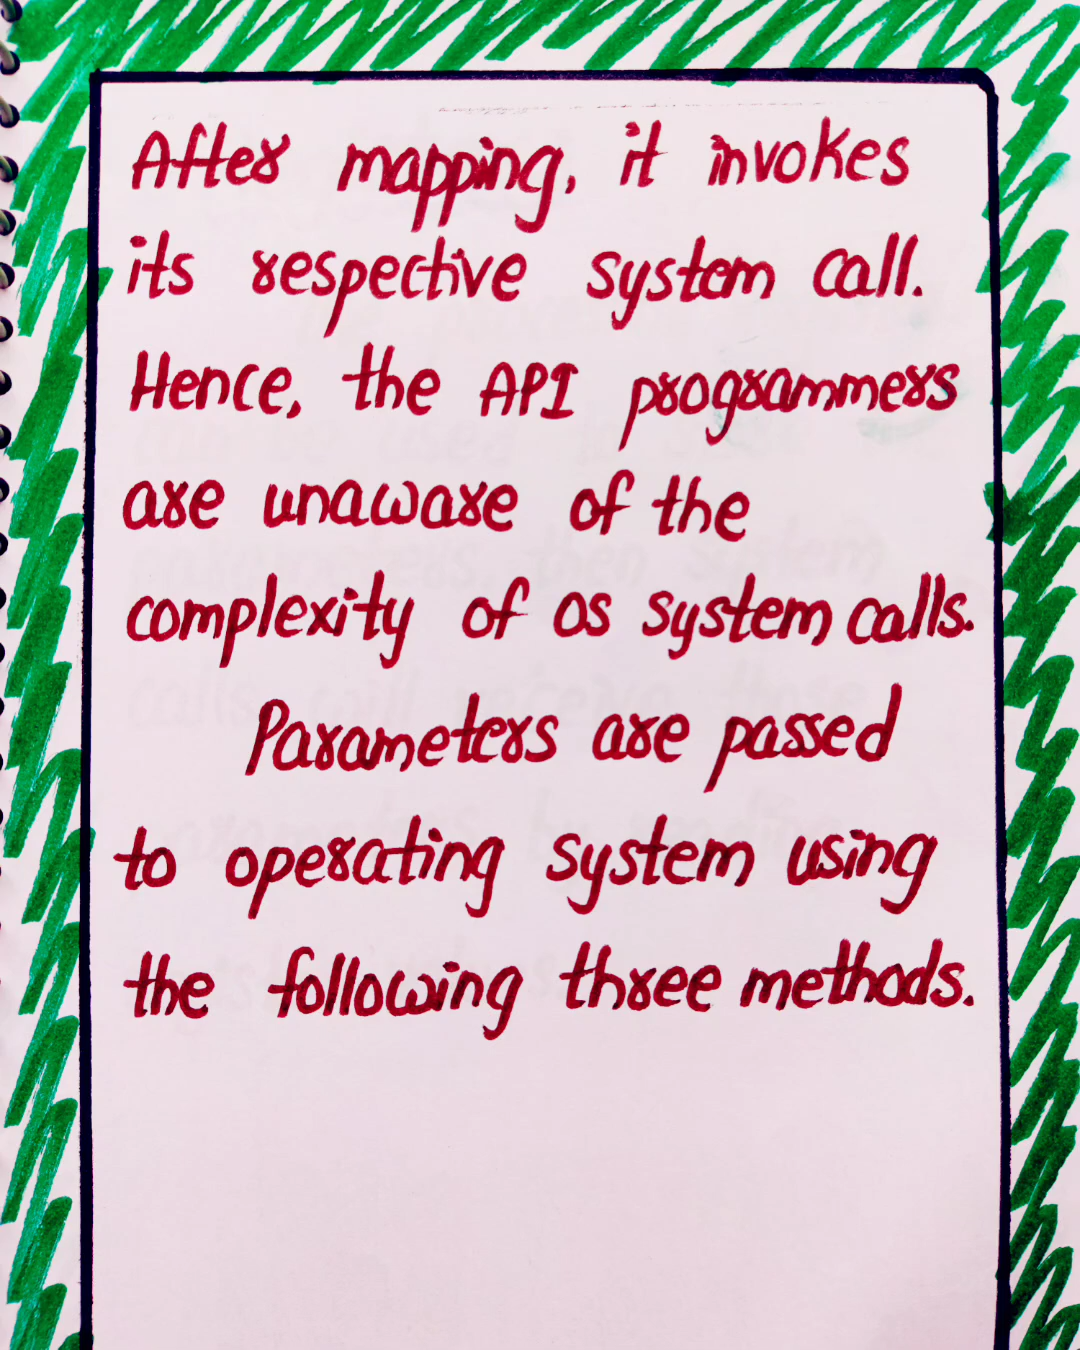 After mapping, it invokes
its respective system call.
Hence, the API programmers
are unaware of the
complexity of OS system calls.
Parameters are passed
to operating system using
the following three methods.